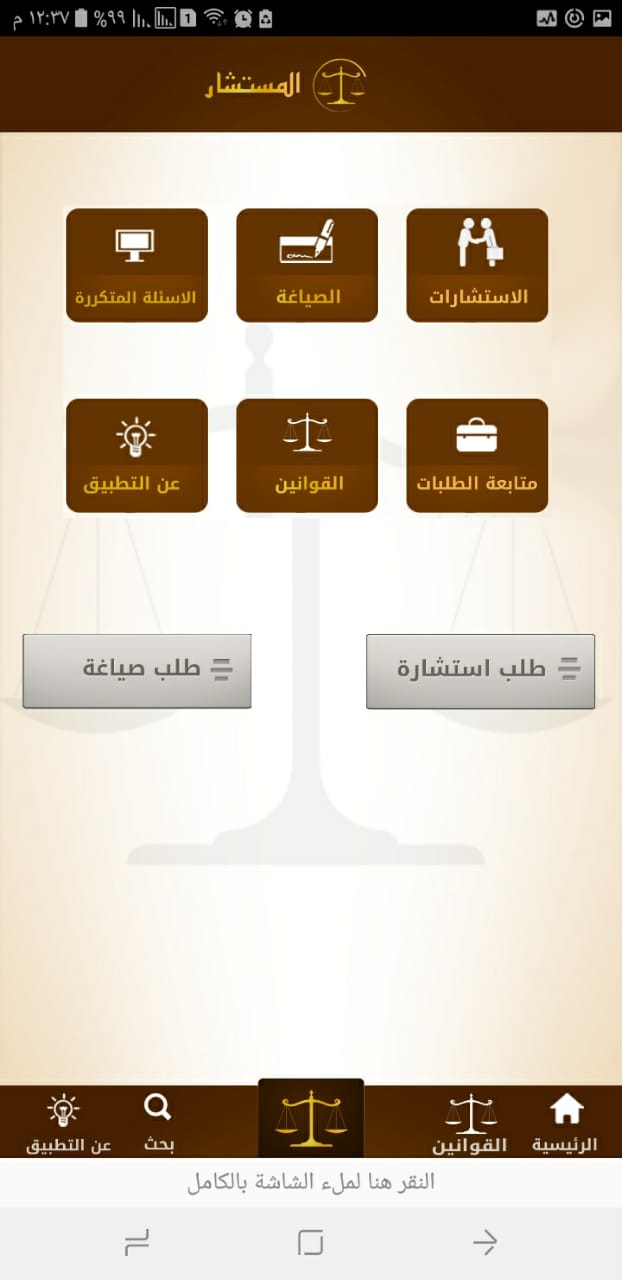 ١٢:٣٧ م
%٩٩
1
المستشار
الاستشارات
الصياغة
الاسئلة المتكررة
متابعة الطلبات
القوانين
عن التطبيق
طلب استشارة
طلب صياغة
الرئيسية
القوانين
بحث
عن التطبيق
النقر هنا لملء الشاشة بالكامل